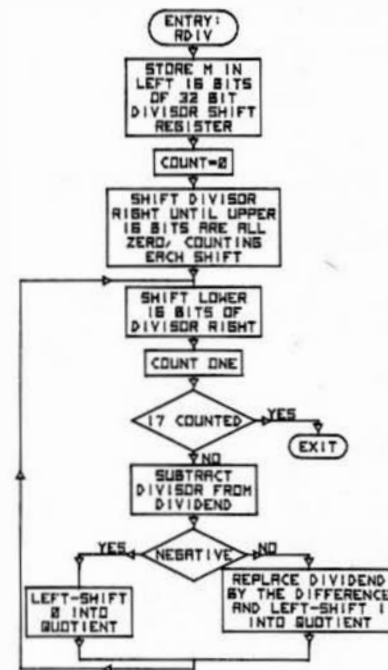 ENTRY:
RDIV
STORE M IN
LEFT 16 BITS
OF 32 BIT
DIVISOR SHIFT
REGISTER
COUNT=0
SHIFT DIVISOR
RIGHT UNTIL UPPER
16 BITS ARE ALL
ZERO, COUNTING
EACH SHIFT
SHIFT LOWER
16 BITS OF
DIVISOR RIGHT
COUNT ONE
17 COUNTED
YES
EXIT
NO
SUBTRACT
DIVISOR FROM
DIVIDEND
YES
NEGATIVE
NO
LEFT-SHIFT
0 INTO
QUOTIENT
REPLACE DIVIDEND
BY THE DIFFERENCE
AND LEFT-SHIFT 1
INTO QUOTIENT